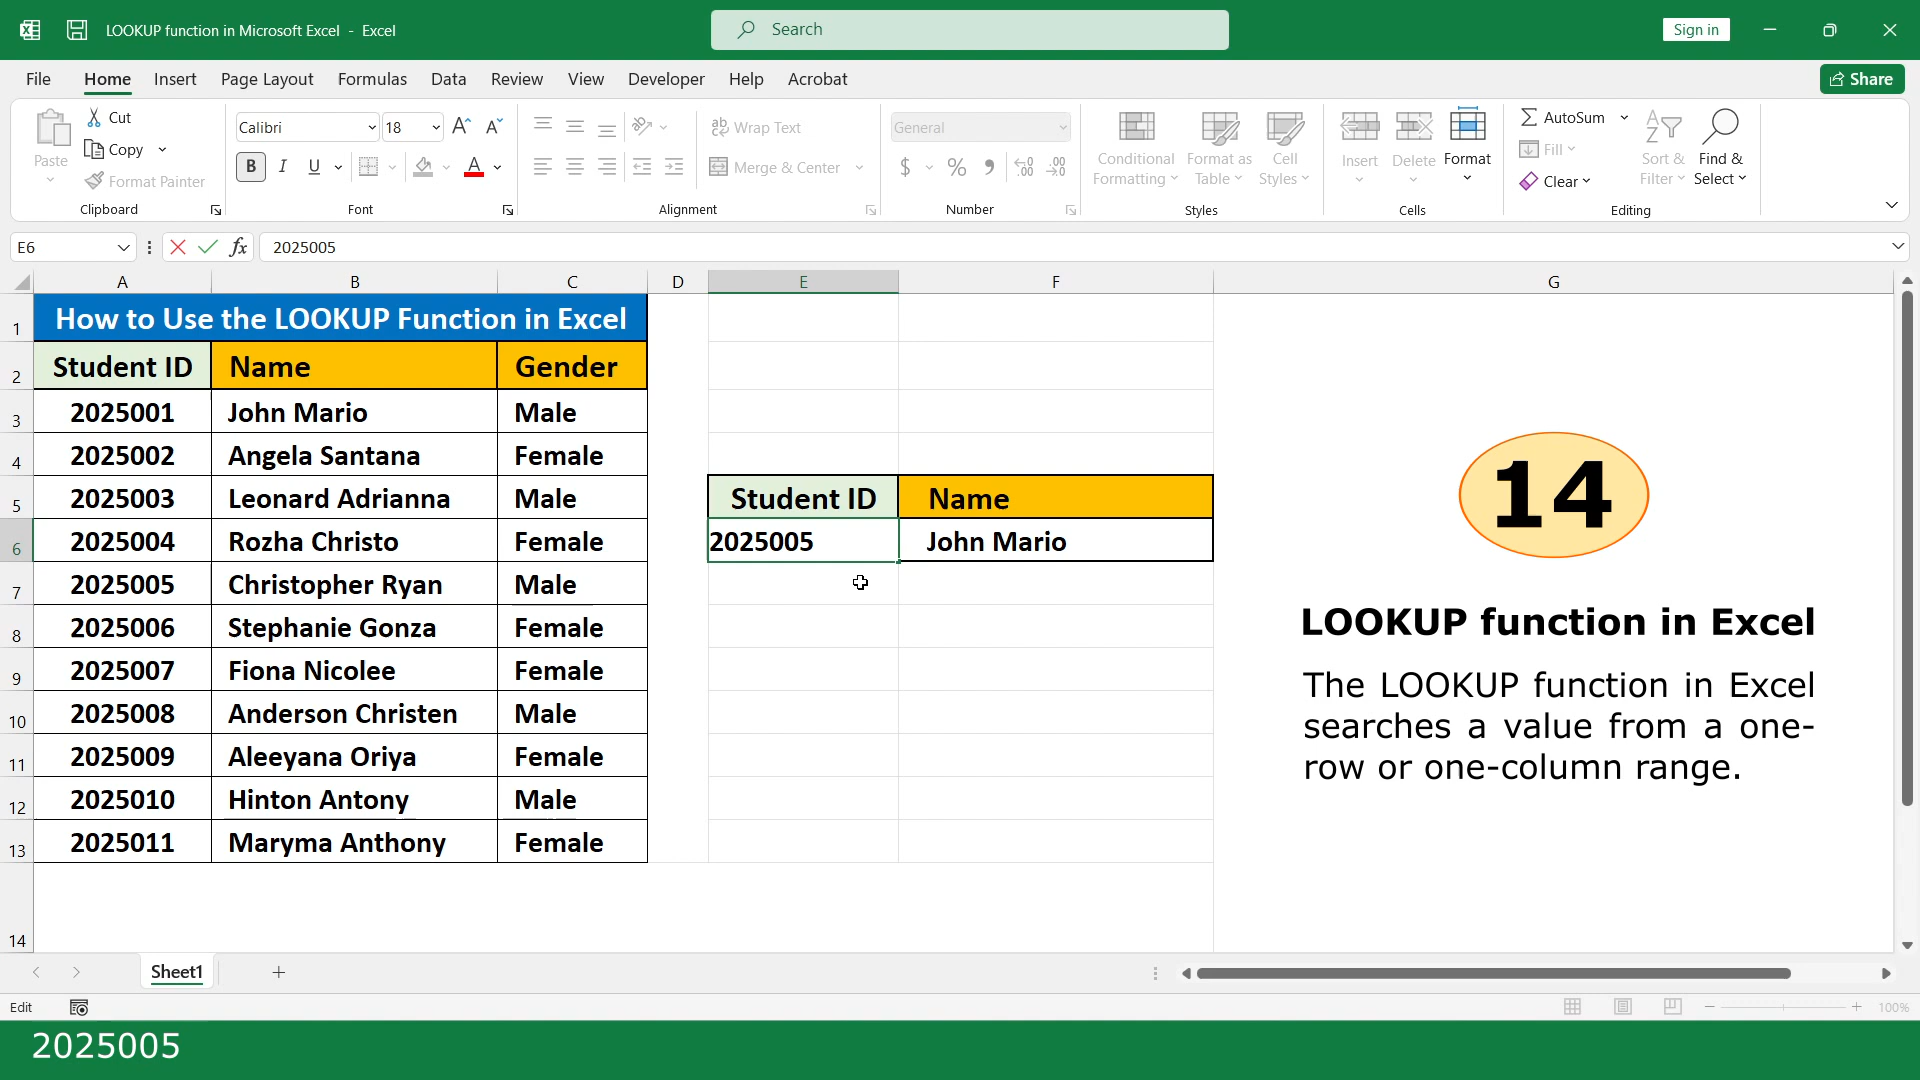 LOOKUP function in Microsoft Excel - Excel
Search
Sign in
File Home Insert Page Layout Formulas Data Review View Developer Help Acrobat
Share
Paste
Cut
Copy
Format Painter
Clipboard
Calibri
18
B I U
A
Font
Wrap Text
Merge & Center
Alignment
General
$ % 9
Number
Conditional Formatting
Format as Table
Cell Styles
Styles
Insert
Delete
Format
Cells
AutoSum
Fill
Clear
Sort & Filter
Find & Select
Editing
E6
fx
2025005
A B C D E F G
1 How to Use the LOOKUP Function in Excel
2 Student ID Name Gender
3 2025001 John Mario Male
4 2025002 Angela Santana Female
5 2025003 Leonard Adrianna Male Student ID Name
6 2025004 Rozha Christo Female 2025005 John Mario
7 2025005 Christopher Ryan Male
8 2025006 Stephanie Gonza Female
9 2025007 Fiona Nicolee Female
10 2025008 Anderson Christen Male
11 2025009 Aleeyana Oriya Female
12 2025010 Hinton Antony Male
13 2025011 Maryma Anthony Female
14
14
LOOKUP function in Excel
The LOOKUP function in Excel
searches a value from a one-
row or one-column range.
Sheet1
Edit
100%
2025005